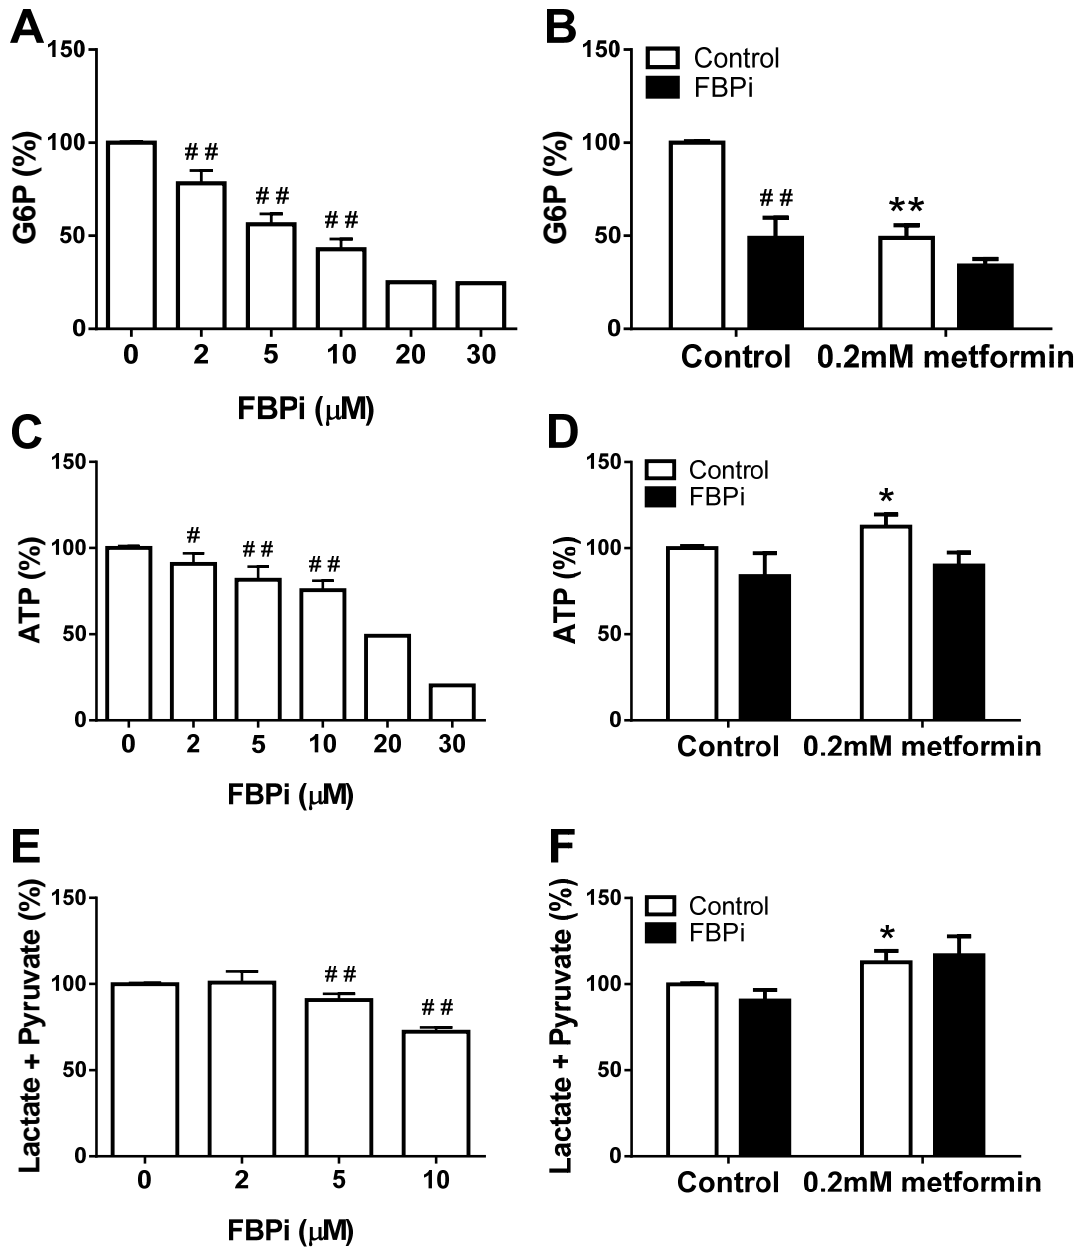 A
B
150
100
50
0
G6P (%)
##
##
##
0 2 5 10 20 30
FBPi (μM)
150
100
50
0
G6P (%)
Control
FBPi
##
**
Control 0.2mM metformin
C
D
150
100
50
0
ATP (%)
#
##
##
0 2 5 10 20 30
FBPi (μM)
150
100
50
0
ATP (%)
Control
FBPi
*
Control 0.2mM metformin
E
F
150
100
50
0
Lactate + Pyruvate (%)
##
##
0 2 5 10
FBPi (μM)
150
100
50
0
Lactate + Pyruvate (%)
Control
FBPi
*
Control 0.2mM metformin